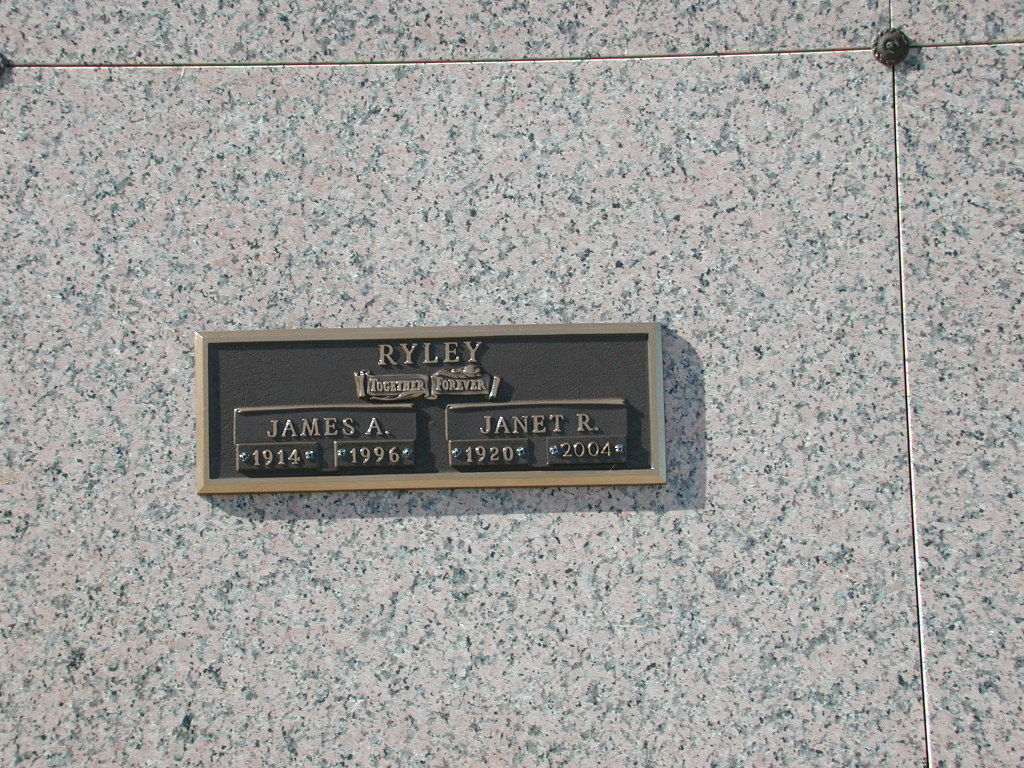 RYLEY
TOGETHER FOREVER
JAMES A. JANET R.
1914 1996 1920 2004